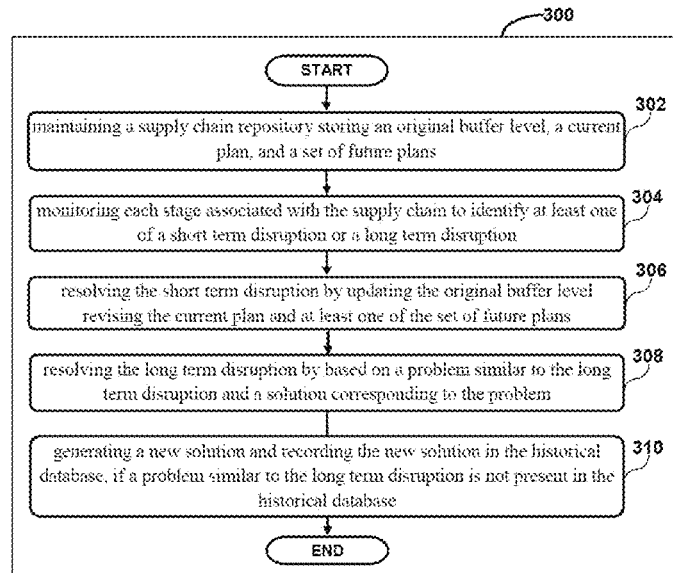 300
START
maintaining a supply chain repository storing an original buffer level, a current
plan, and a set of future plans
302
monitoring each stage associated with the supply chain to identify at least one
of a short term disruption or a long term disruption
304
resolving the short term disruption by updating the original buffer level
revising the current plan and at least one of the set of future plans
306
resolving the long term disruption by based on a problem similar to the long
term disruption and a solution corresponding to the problem
308
generating a new solution and recording the new solution in the historical
database, if a problem similar to the long term disruption is not present in the
historical database
310
END